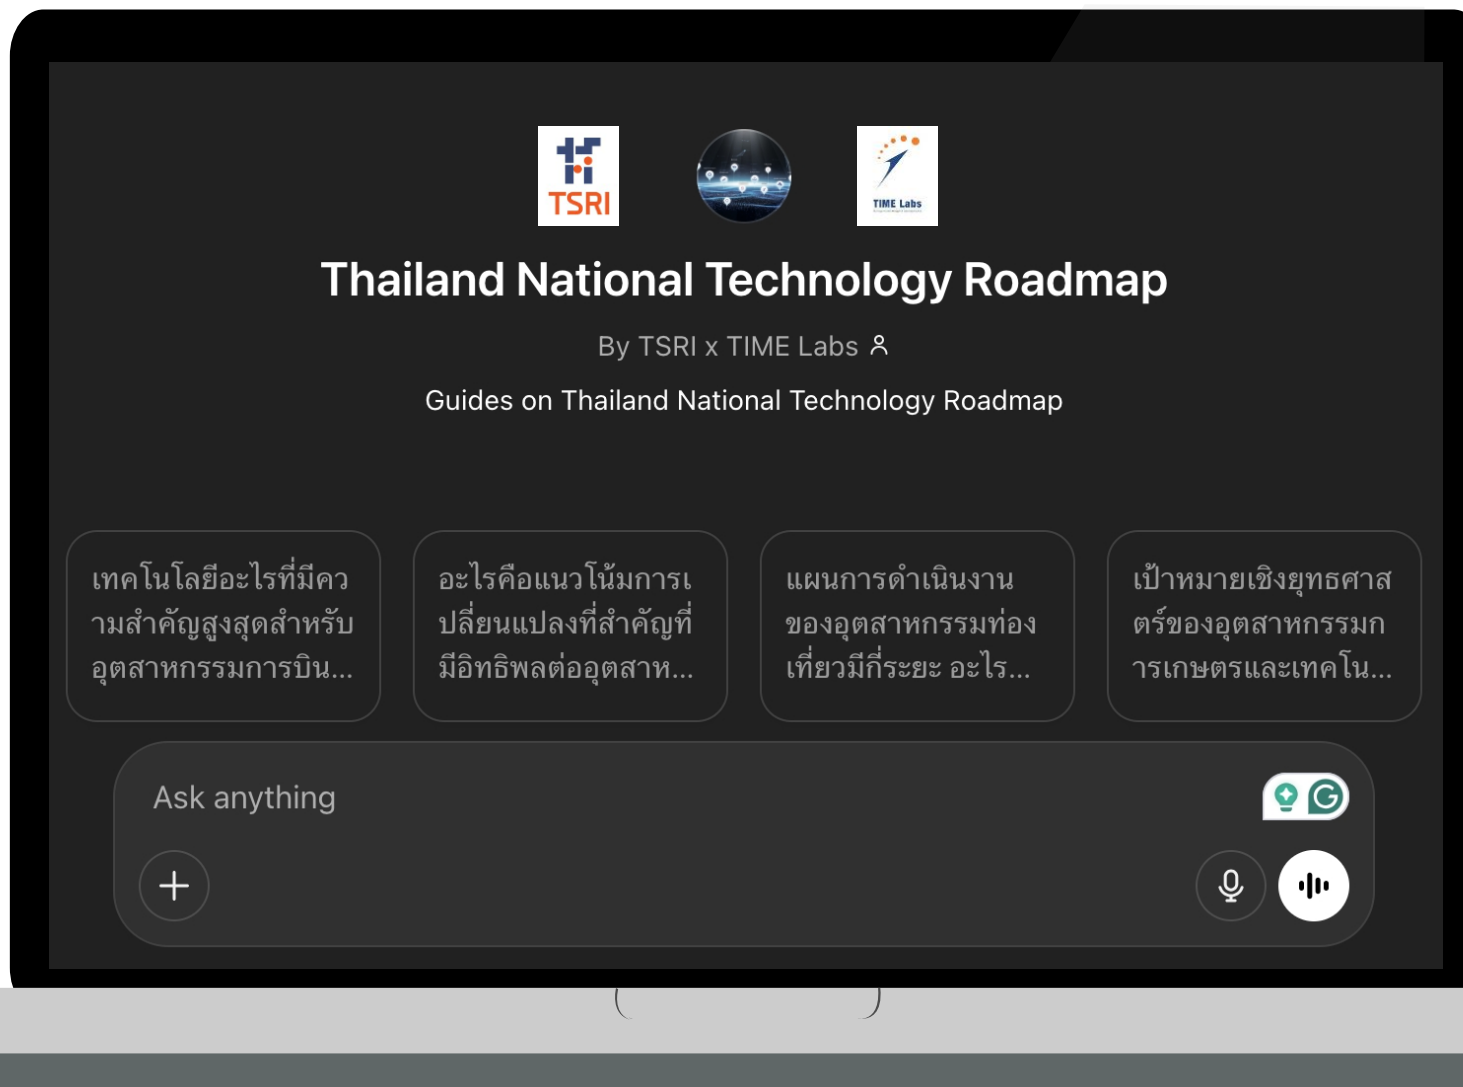 TSRI
TIME Labs
Thailand National Technology Roadmap
By TSRI x TIME Labs
Guides on Thailand National Technology Roadmap
เทคโนโลยีอะไรที่มีคว
ามสำคัญสูงสุดสำหรับ
อุตสาหกรรมการบิน...
อะไรคือแนวโน้มการเ
ปลี่ยนแปลงที่สำคัญที่
มีอิทธิพลต่ออุตสาห...
แผนการดำเนินงาน
ของอุตสาหกรรมท่อง
เที่ยวมีกี่ระยะ อะไร...
เป้าหมายเชิงยุทธศาส
ตร์ของอุตสาหกรรมก
ารเกษตรและเทคโน...
Ask anything